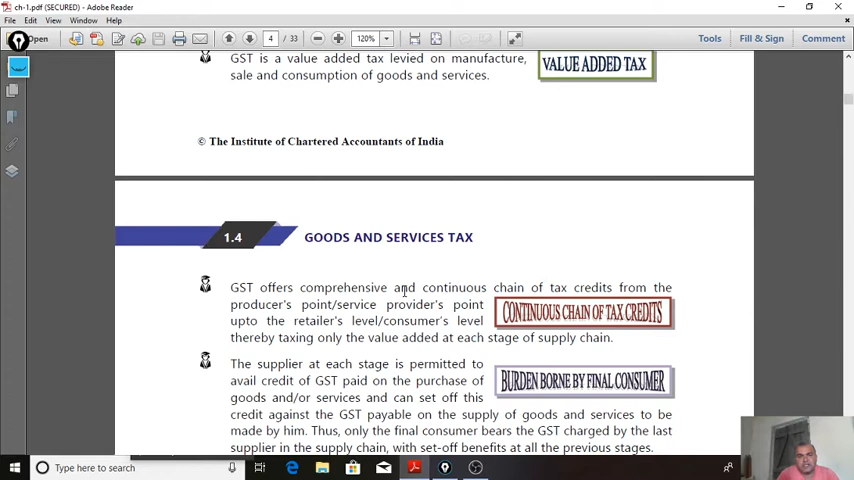 ch-1.pdf (SECURED) - Adobe Reader
File Edit View Window Help
Open
4 / 33
120%
Tools Fill & Sign Comment
GST is a value added tax levied on manufacture,
sale and consumption of goods and services.
VALUE ADDED TAX
© The Institute of Chartered Accountants of India
1.4 GOODS AND SERVICES TAX
GST offers comprehensive and continuous chain of tax credits from the
producer's point/service provider's point
upto the retailer's level/consumer's level
thereby taxing only the value added at each stage of supply chain.
CONTINUOUS CHAIN OF TAX CREDITS
The supplier at each stage is permitted to
avail credit of GST paid on the purchase of
goods and/or services and can set off this
credit against the GST payable on the supply of goods and services to be
made by him. Thus, only the final consumer bears the GST charged by the last
supplier in the supply chain, with set-off benefits at all the previous stages.
BURDEN BORNE BY FINAL CONSUMER
Type here to search